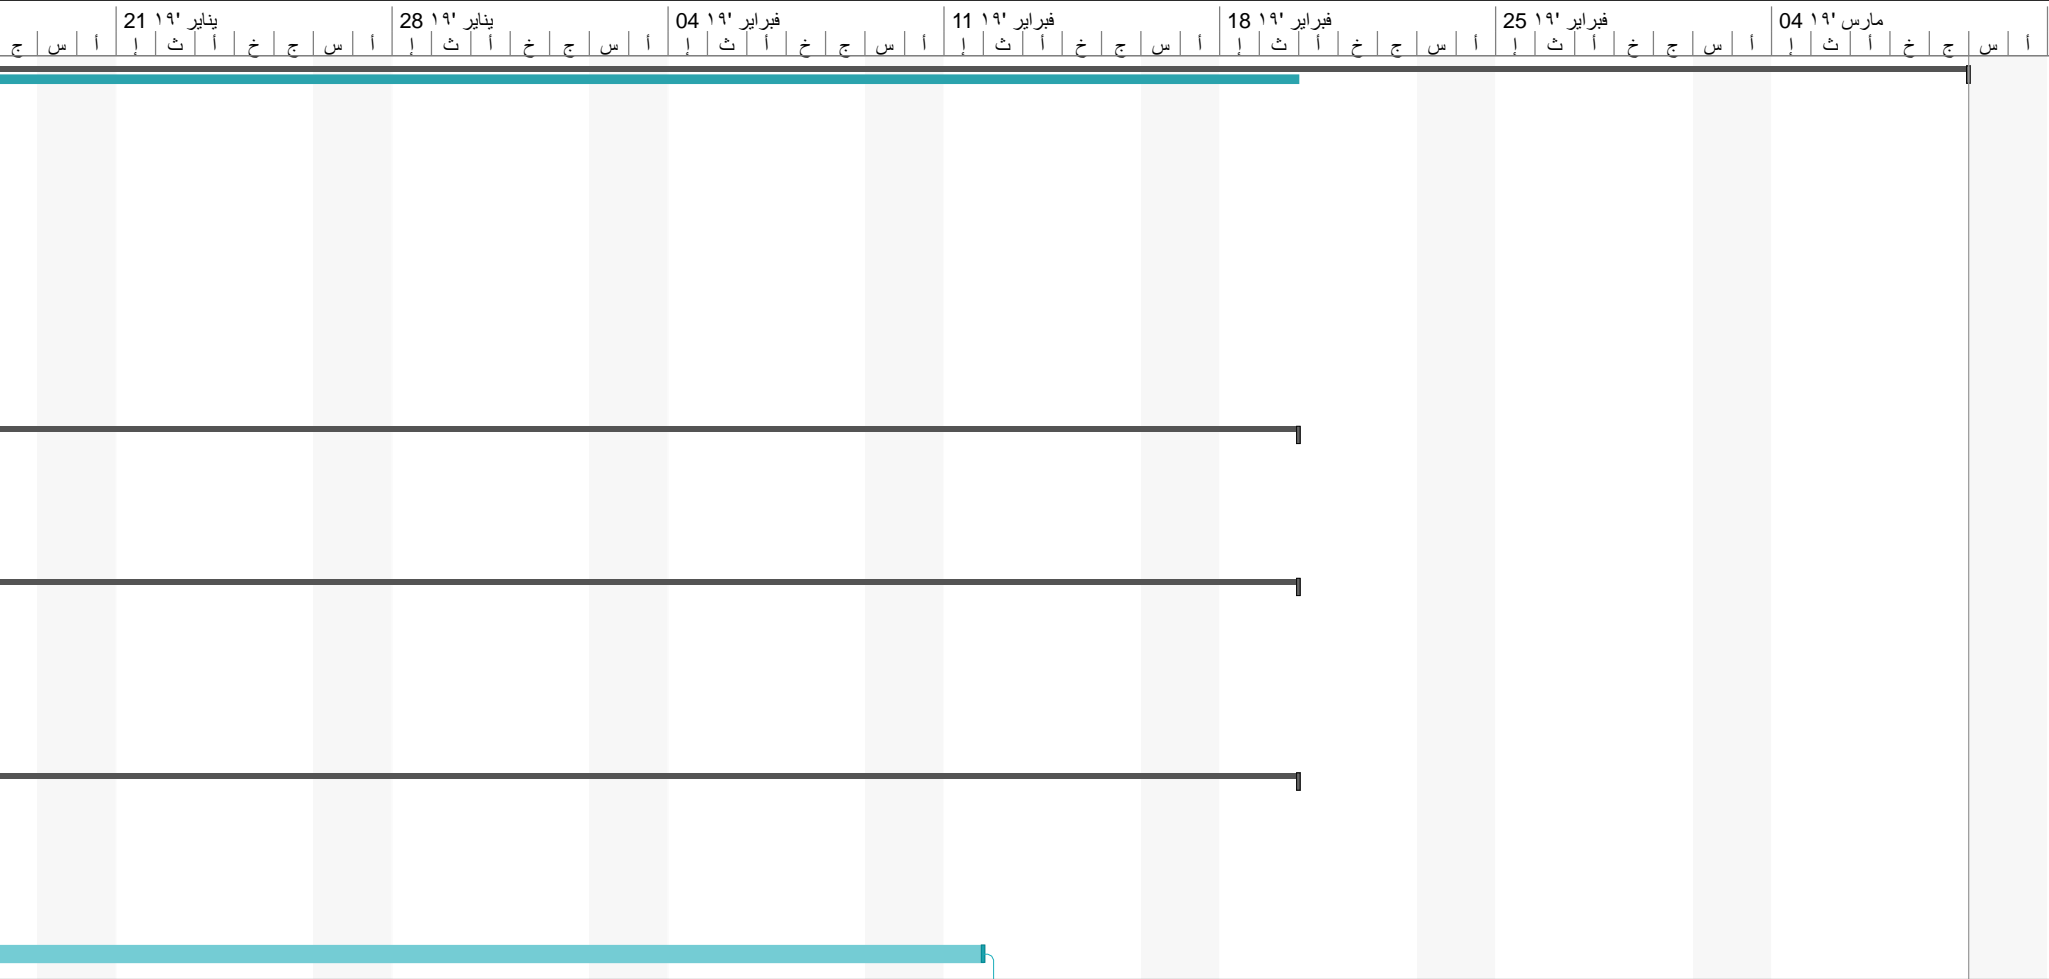 21 يناير '١٩ 28 يناير '١٩ 04 فبراير '١٩ 11 فبراير '١٩ 18 فبراير '١٩ 25 فبراير '١٩ 04 مارس '١٩
ج س أ إ ث أ خ ج س أ إ ث أ خ ج س أ إ ث أ خ ج س أ إ ث أ خ ج س أ إ ث أ خ ج س أ إ ث أ خ ج س أ إ ث أ خ ج س أ